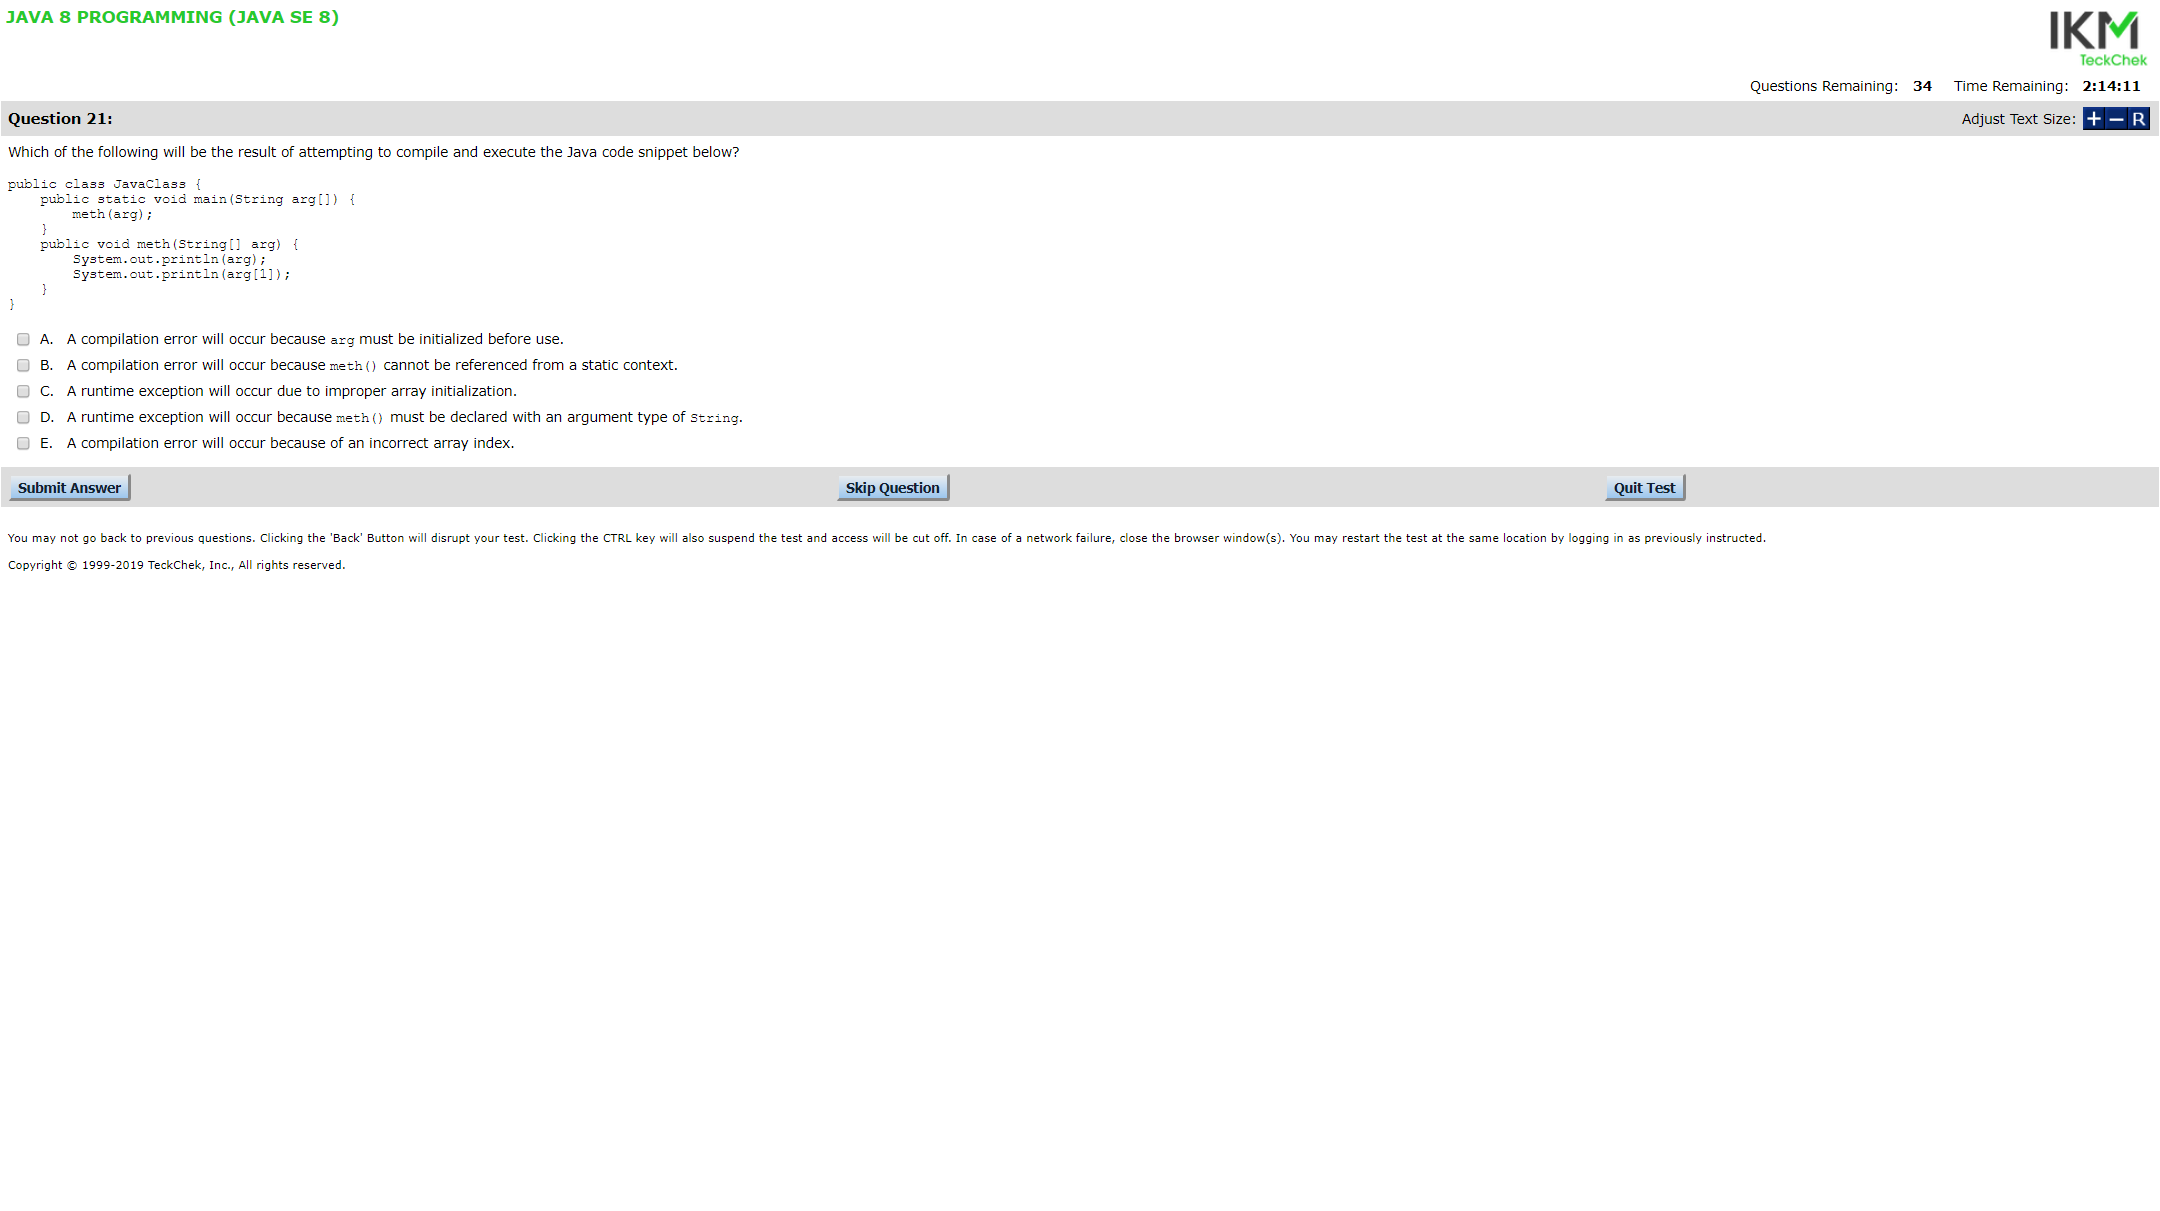 JAVA 8 PROGRAMMING (JAVA SE 8)
IKM
TeckChek
Questions Remaining: 34 Time Remaining: 2:14:11
Question 21:
Adjust Text Size: + − R
Which of the following will be the result of attempting to compile and execute the Java code snippet below?
public class JavaClass {
    public static void main(String arg[]) {
        meth(arg);
    }
    public void meth(String[] arg) {
        System.out.println(arg);
        System.out.println(arg[1]);
    }
}
A. A compilation error will occur because arg must be initialized before use.
B. A compilation error will occur because meth() cannot be referenced from a static context.
C. A runtime exception will occur due to improper array initialization.
D. A runtime exception will occur because meth() must be declared with an argument type of String.
E. A compilation error will occur because of an incorrect array index.
Submit Answer Skip Question Quit Test
You may not go back to previous questions. Clicking the 'Back' Button will disrupt your test. Clicking the CTRL key will also suspend the test and access will be cut off. In case of a network failure, close the browser window(s). You may restart the test at the same location by logging in as previously instructed.
Copyright © 1999-2019 TeckChek, Inc., All rights reserved.